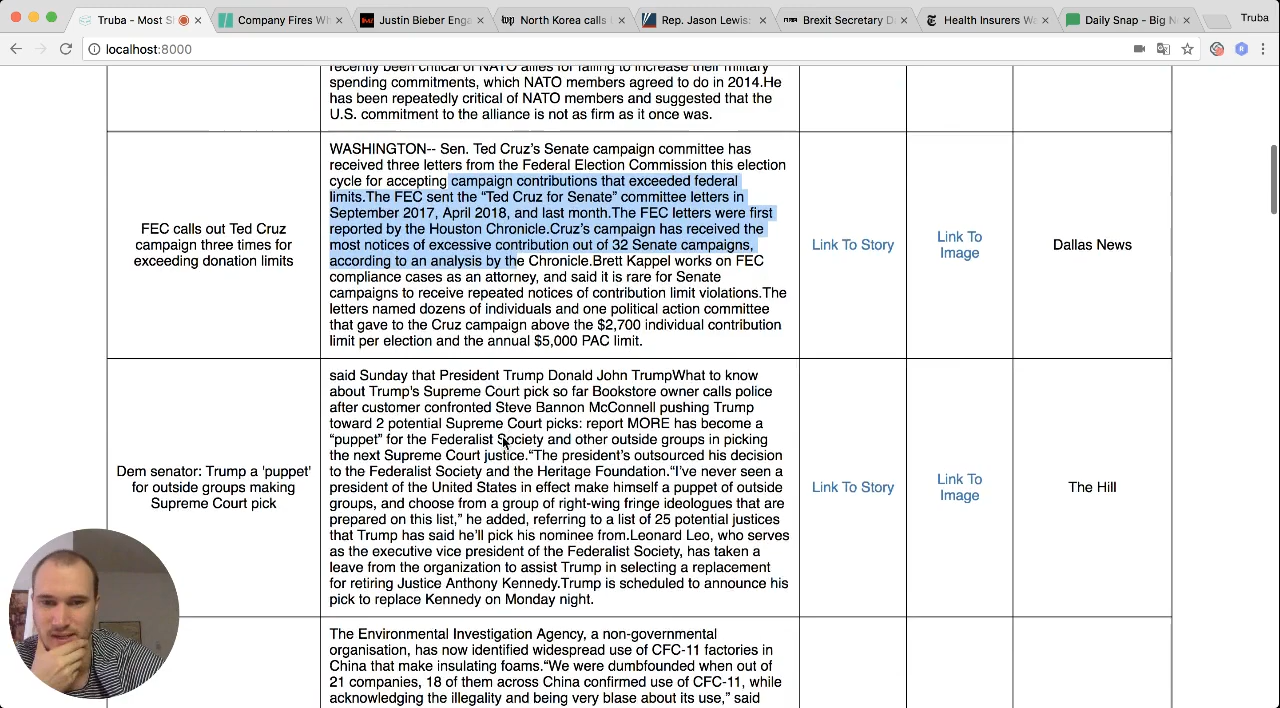 Truba - Most S
Company Fires Wh
Justin Bieber Eng
North Korea calls
Rep. Jason Lewis:
Brexit Secretary D
Health Insurers W
Daily Snap - Big N
Truba
localhost:8000
recently been critical of NATO allies for failing to increase their military
spending commitments, which NATO members agreed to do in 2014.He
has been repeatedly critical of NATO members and suggested that the
U.S. commitment to the alliance is not as firm as it once was.
FEC calls out Ted Cruz
campaign three times for
exceeding donation limits
WASHINGTON-- Sen. Ted Cruz’s Senate campaign committee has
received three letters from the Federal Election Commission this election
cycle for accepting campaign contributions that exceeded federal
limits.The FEC sent the “Ted Cruz for Senate” committee letters in
September 2017, April 2018, and last month.The FEC letters were first
reported by the Houston Chronicle.Cruz’s campaign has received the
most notices of excessive contribution out of 32 Senate campaigns,
according to an analysis by the Chronicle.Brett Kappel works on FEC
compliance cases as an attorney, and said it is rare for Senate
campaigns to receive repeated notices of contribution limit violations.The
letters named dozens of individuals and one political action committee
that gave to the Cruz campaign above the $2,700 individual contribution
limit per election and the annual $5,000 PAC limit.
Link To Story
Link To
Image
Dallas News
Dem senator: Trump a 'puppet'
for outside groups making
Supreme Court pick
said Sunday that President Trump Donald John TrumpWhat to know
about Trump’s Supreme Court pick so far Bookstore owner calls police
after customer confronted Steve Bannon McConnell pushing Trump
toward 2 potential Supreme Court picks: report MORE has become a
“puppet” for the Federalist Society and other outside groups in picking
the next Supreme Court justice.“The president’s outsourced his decision
to the Federalist Society and the Heritage Foundation.“I’ve never seen a
president of the United States in effect make himself a puppet of outside
groups, and choose from a group of right-wing fringe ideologues that are
prepared on this list,” he added, referring to a list of 25 potential justices
that Trump has said he’ll pick his nominee from.Leonard Leo, who serves
as the executive vice president of the Federalist Society, has taken a
leave from the organization to assist Trump in selecting a replacement
for retiring Justice Anthony Kennedy.Trump is scheduled to announce his
pick to replace Kennedy on Monday night.
Link To Story
Link To
Image
The Hill
The Environmental Investigation Agency, a non-governmental
organisation, has now identified widespread use of CFC-11 factories in
China that make insulating foams.“We were dumbfounded when out of
21 companies, 18 of them across China confirmed use of CFC-11, while
acknowledging the illegality and being very blase about its use,” said